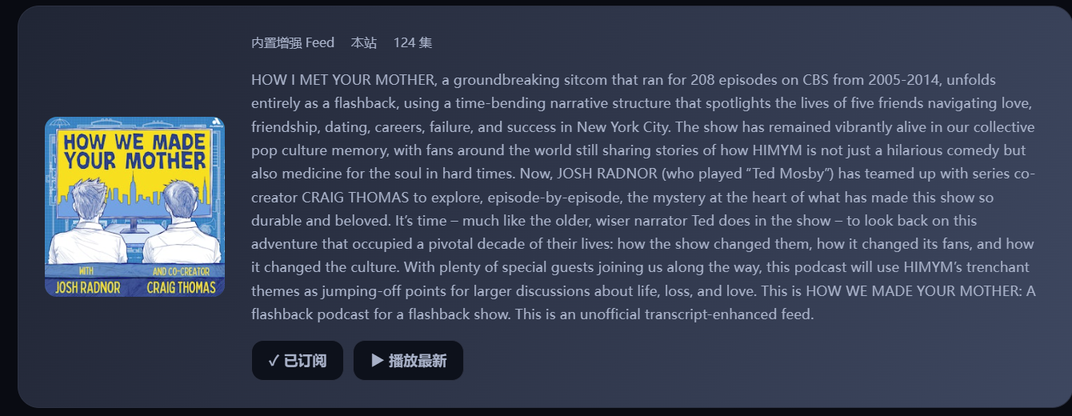 内置增强 Feed 本站 124 集
HOW I MET YOUR MOTHER, a groundbreaking sitcom that ran for 208 episodes on CBS from 2005-2014, unfolds
entirely as a flashback, using a time-bending narrative structure that spotlights the lives of five friends navigating love,
friendship, dating, careers, failure, and success in New York City. The show has remained vibrantly alive in our collective
pop culture memory, with fans around the world still sharing stories of how HIMYM is not just a hilarious comedy but
also medicine for the soul in hard times. Now, JOSH RADNOR (who played “Ted Mosby”) has teamed up with series co-
creator CRAIG THOMAS to explore, episode-by-episode, the mystery at the heart of what has made this show so
durable and beloved. It’s time – much like the older, wiser narrator Ted does in the show – to look back on this
adventure that occupied a pivotal decade of their lives: how the show changed them, how it changed its fans, and how
it changed the culture. With plenty of special guests joining us along the way, this podcast will use HIMYM’s trenchant
themes as jumping-off points for larger discussions about life, loss, and love. This is HOW WE MADE YOUR MOTHER: A
flashback podcast for a flashback show. This is an unofficial transcript-enhanced feed.
HOW WE MADE
YOUR MOTHER
WITH
JOSH RADNOR
AND CO-CREATOR
CRAIG THOMAS
✓ 已订阅 ▶ 播放最新